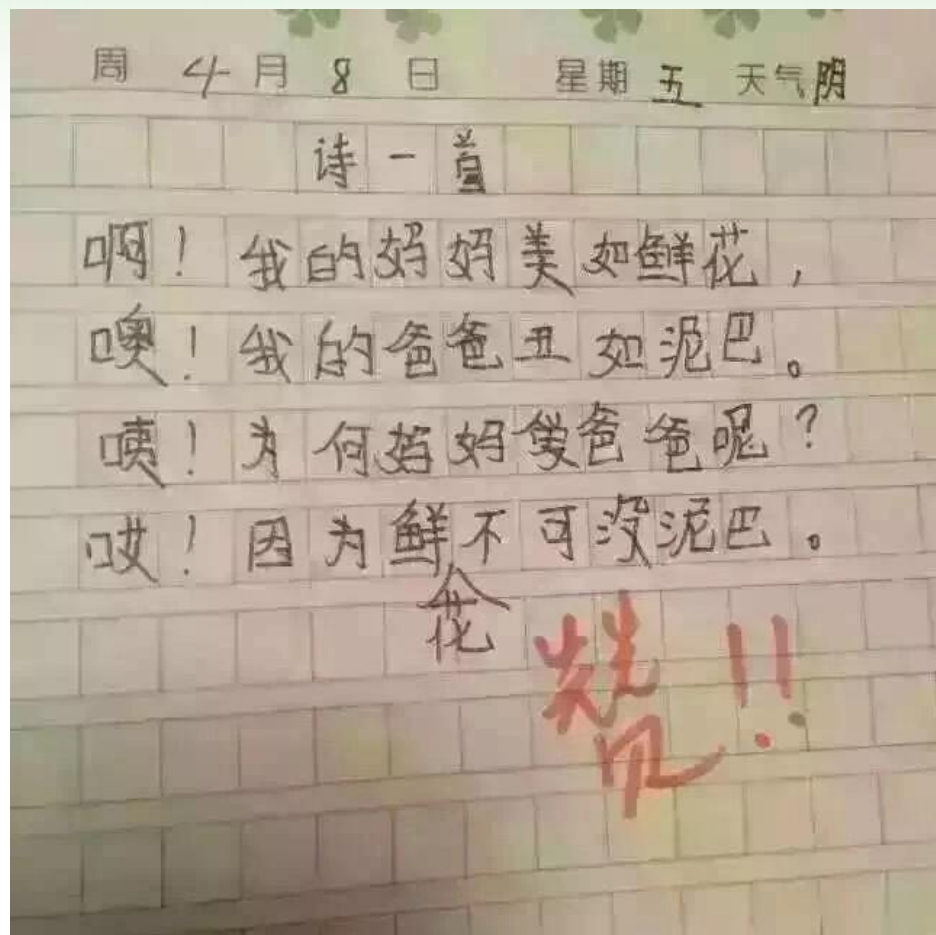 周 4月8日 星期五 天气阴
诗一首
啊！我的妈妈美如鲜花，
噢！我的爸爸丑如泥巴。
咦！为何妈妈爱爸爸呢？
哎！因为鲜花不可没泥巴。
赞！！